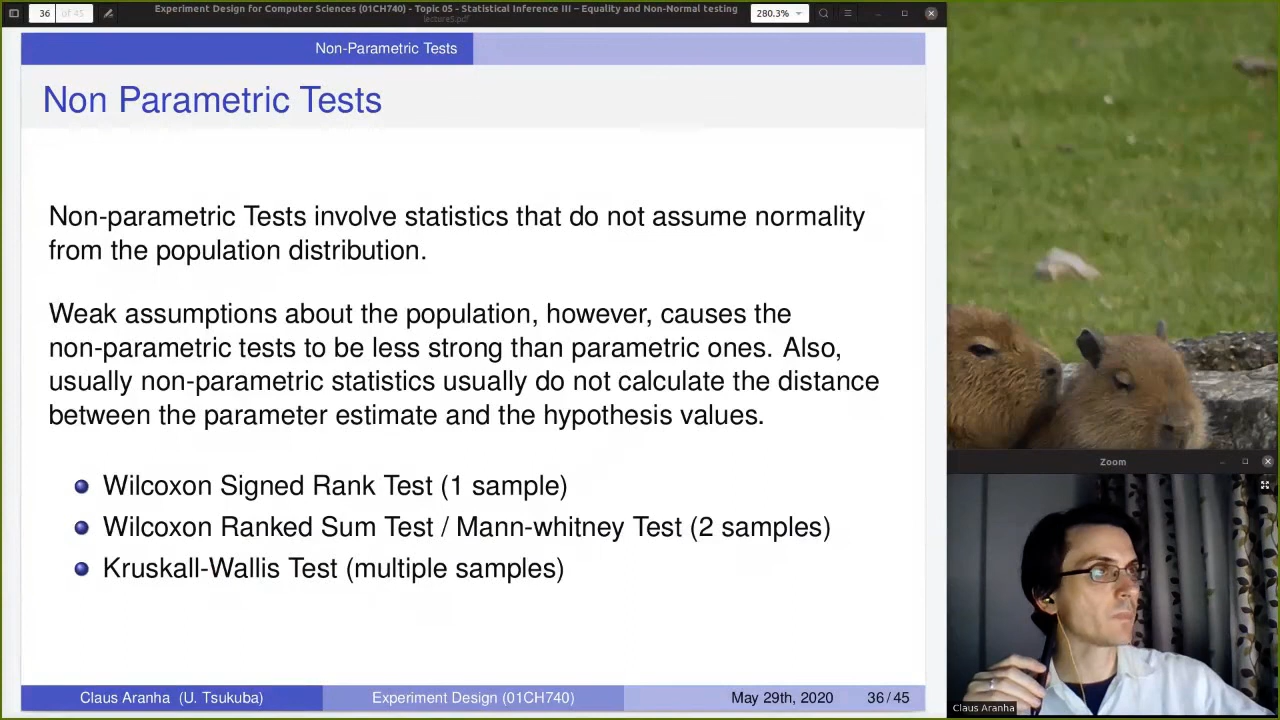 36 of 45
Experiment Design for Computer Sciences (01CH740) - Topic 05 - Statistical Inference III – Equality and Non-Normal testing
lecture5.pdf
280.3%
Non-Parametric Tests
Non Parametric Tests
Non-parametric Tests involve statistics that do not assume normality
from the population distribution.
Weak assumptions about the population, however, causes the
non-parametric tests to be less strong than parametric ones. Also,
usually non-parametric statistics usually do not calculate the distance
between the parameter estimate and the hypothesis values.
Wilcoxon Signed Rank Test (1 sample)
Wilcoxon Ranked Sum Test / Mann-whitney Test (2 samples)
Kruskall-Wallis Test (multiple samples)
Claus Aranha (U. Tsukuba) Experiment Design (01CH740) May 29th, 2020 36 / 45
Zoom
Claus Aranha